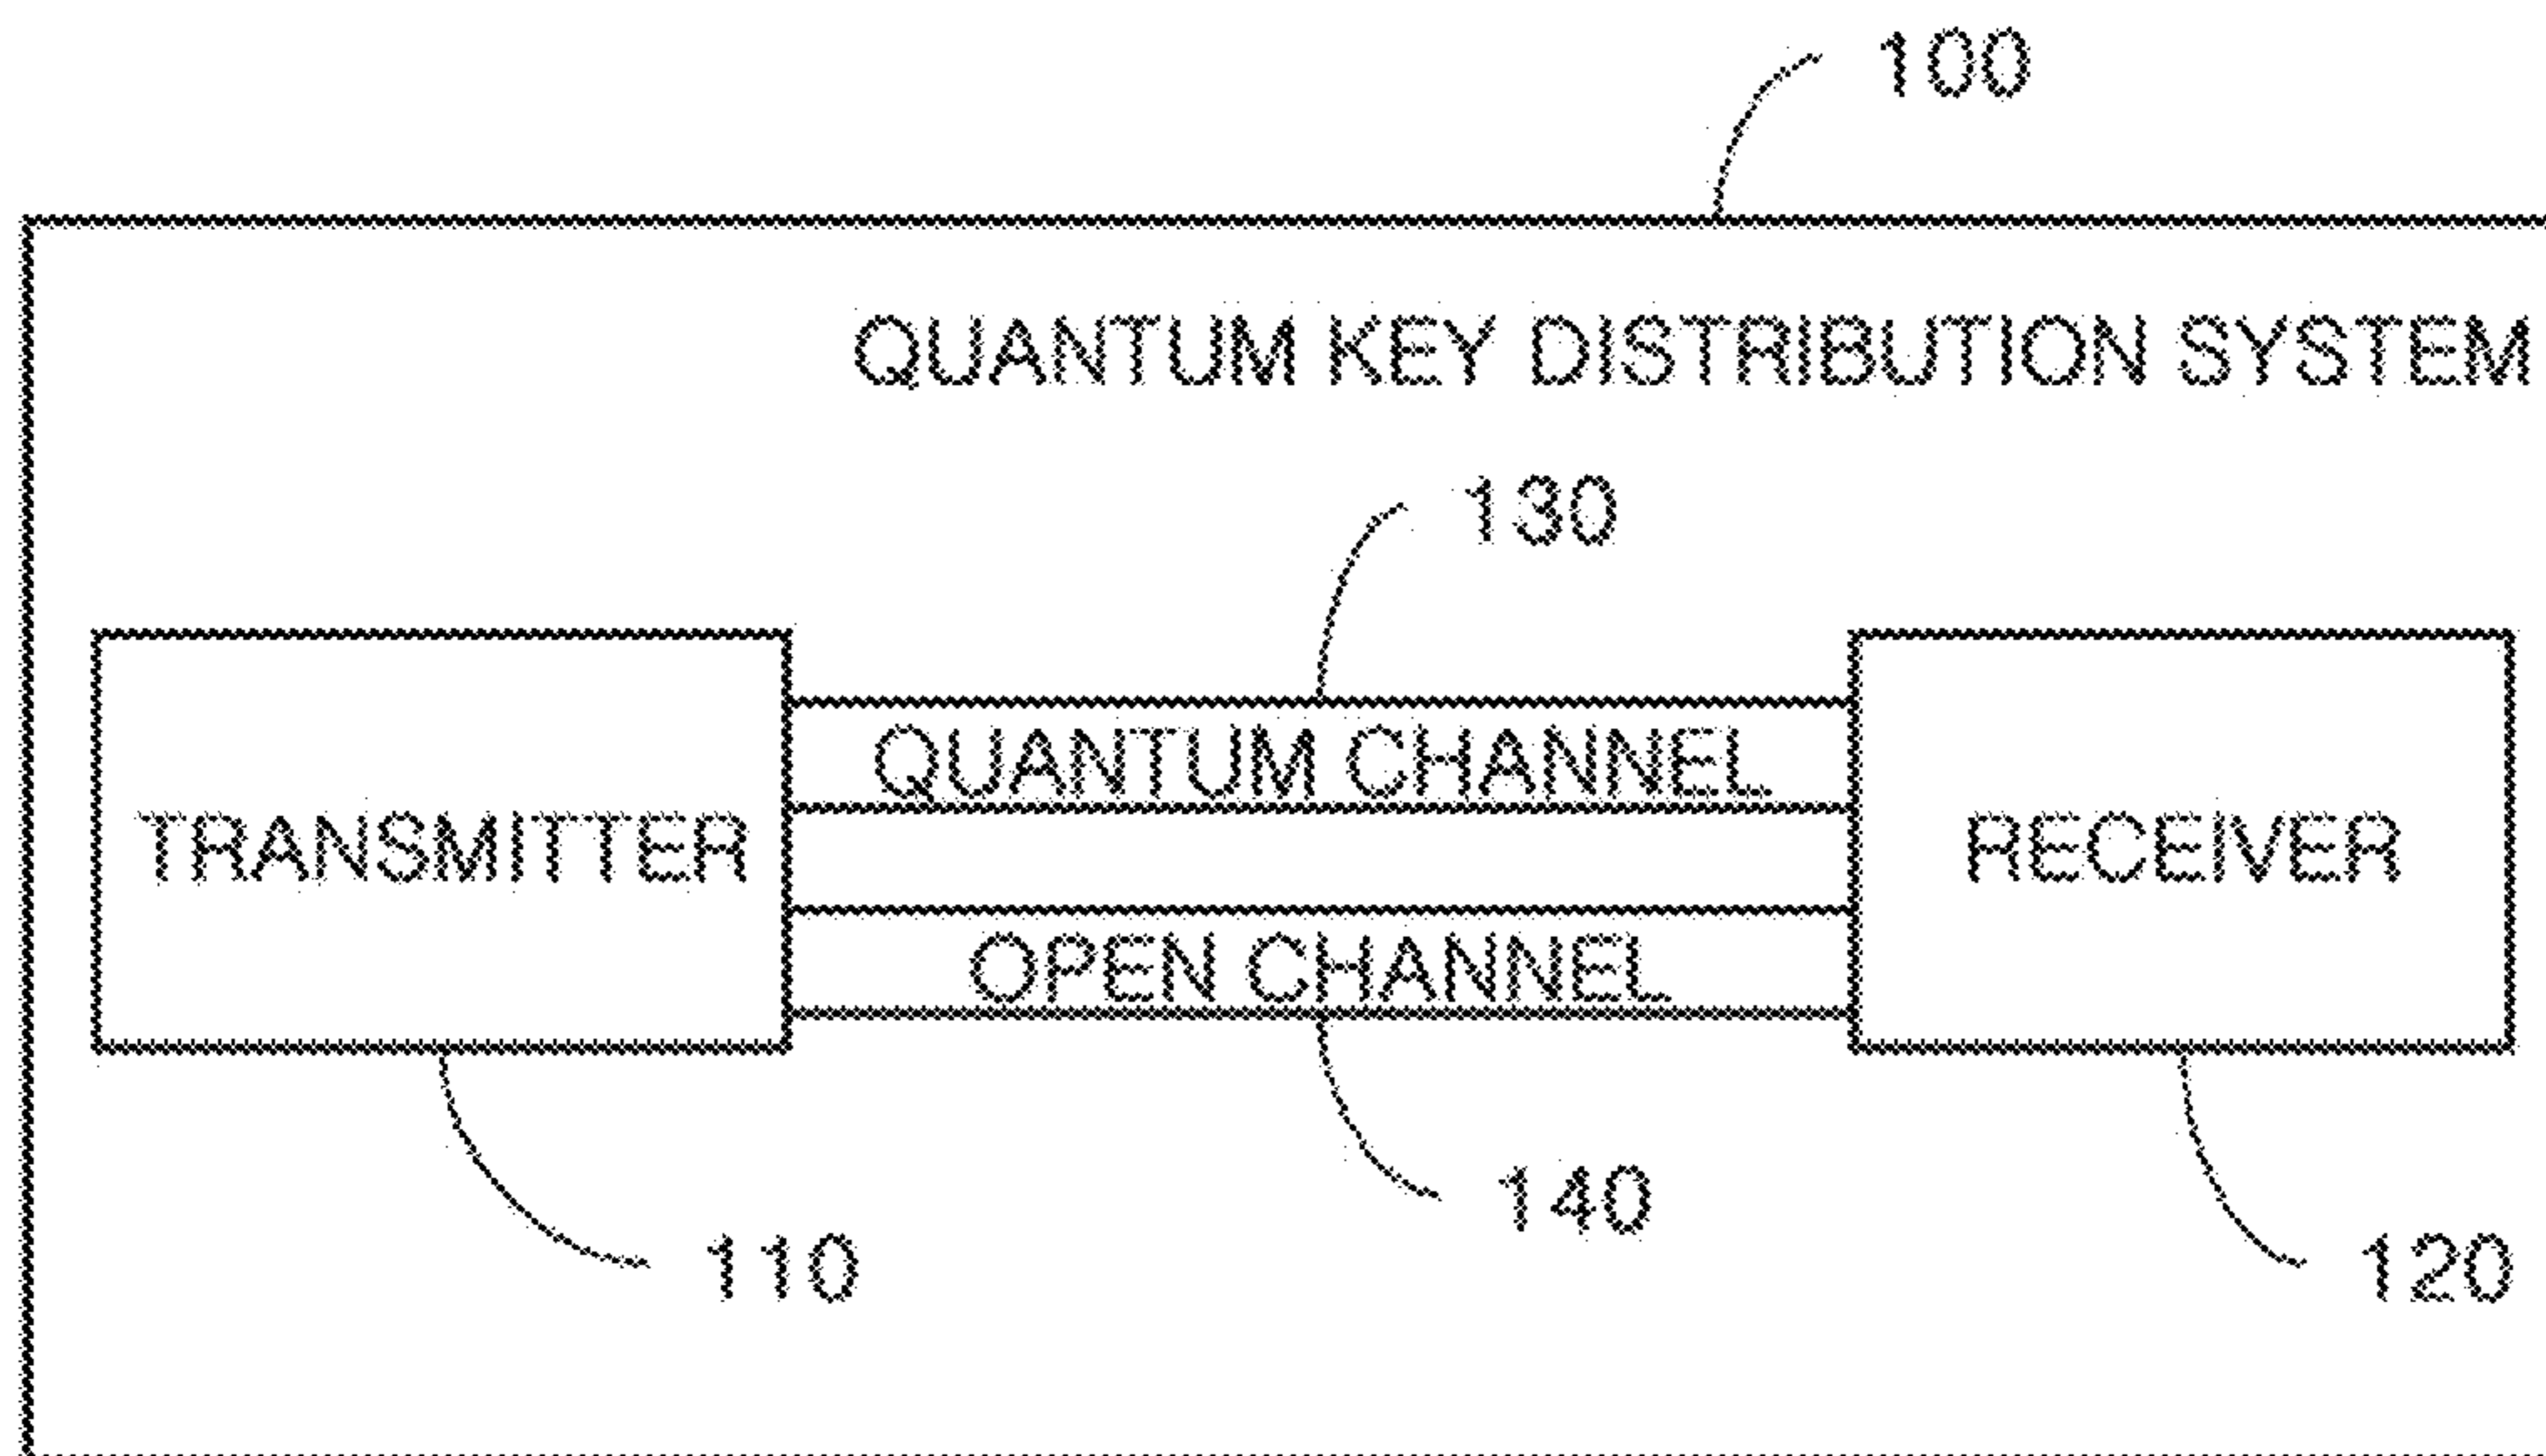 100
QUANTUM KEY DISTRIBUTION SYSTEM
130
QUANTUM CHANNEL
TRANSMITTER
RECEIVER
OPEN CHANNEL
140
110
120